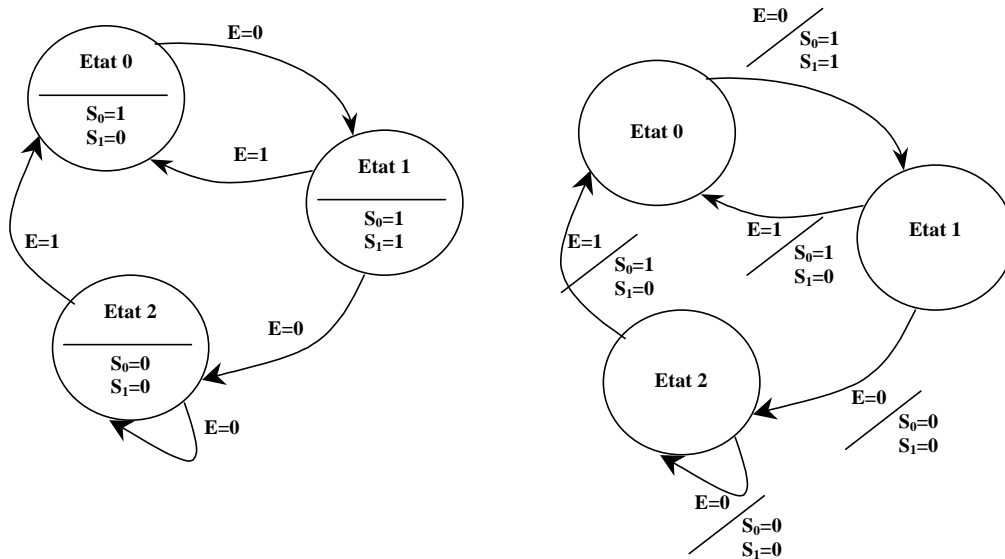 E=0
Etat 0
S₀=1
S₁=0
E=1
Etat 1
S₀=1
S₁=1
E=1
Etat 2
S₀=0
S₁=0
E=0
E=0
E=0
S₀=1
S₁=1
Etat 0
Etat 1
E=1
S₀=1
S₁=0
E=1
S₀=1
S₁=0
Etat 2
E=0
S₀=0
S₁=0
E=0
S₀=0
S₁=0